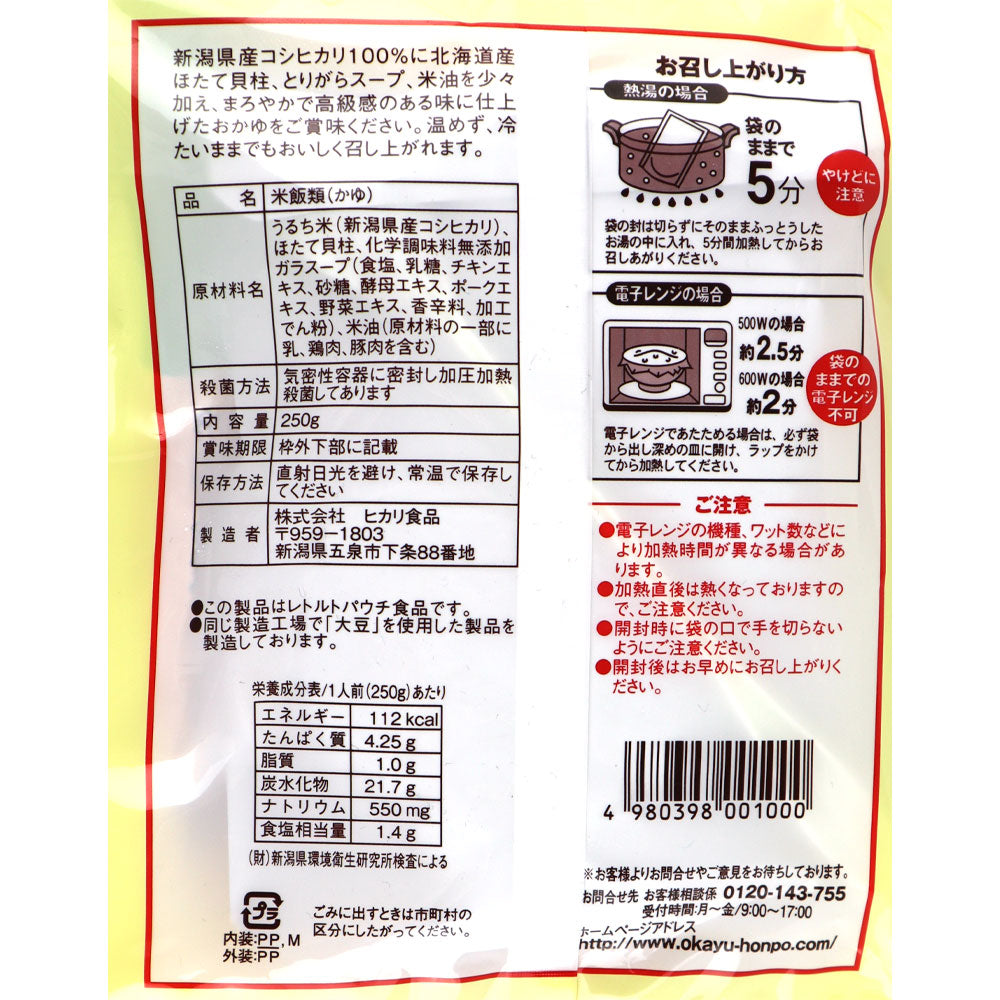 新潟県産コシヒカリ100%に北海道産
ほたて貝柱、とりがらスープ、米油を少々
加え、まろやかで高級感のある味に仕上
げたおかゆをご賞味ください。温めず、冷
たいままでもおいしく召し上がれます。
品名 米飯類(かゆ)
原材料名 うるち米(新潟県産コシヒカリ)、
ほたて貝柱、化学調味料無添加
ガラスープ(食塩、乳糖、チキンエ
キス、砂糖、酵母エキス、ポークエ
キス、野菜エキス、香辛料、加工
でん粉)、米油(原材料の一部に
乳、鶏肉、豚肉を含む)
殺菌方法 気密性容器に密封し加圧加熱
殺菌してあります
内容量 250g
賞味期限 枠外下部に記載
保存方法 直射日光を避け、常温で保存し
てください
製造者 株式会社 ヒカリ食品
〒959-1803
新潟県五泉市下条88番地
●この製品はレトルトパウチ食品です。
●同じ製造工場で「大豆」を使用した製品を
製造しております。
栄養成分表/1人前(250g)あたり
エネルギー 112kcal
たんぱく質 4.25g
脂質 1.0g
炭水化物 21.7g
ナトリウム 550mg
食塩相当量 1.4g
(財)新潟県環境衛生研究所検査による
プラ
内装:PP,M
外装:PP
ごみに出すときは市町村の
区分にしたがってください。
お召し上がり方
熱湯の場合
袋の
ままで
5分
やけどに
注意
袋の封は切らずにそのままふっとうした
お湯の中に入れ、5分間加熱してからお
召しあがりください。
電子レンジの場合
500Wの場合
約2.5分
600Wの場合
約2分
袋の
ままでの
電子レンジ
不可
電子レンジであたためる場合は、必ず袋
から出し深めの皿に開け、ラップをかけ
てから加熱してください。
ご注意
●電子レンジの機種、ワット数などに
より加熱時間が異なる場合があ
ります。
●加熱直後は熱くなっておりますの
で、ご注意ください。
●開封時に袋の口で手を切らない
ようにご注意ください。
●開封後はお早めにお召し上がりく
ださい。
4 980398 001000
※お客様よりお問合せやご意見をお待ちしております。
お問合せ先 お客様相談係 0120-143-755
受付時間:月〜金/9:00〜17:00
ホームページアドレス
http://www.okayu-honpo.com/